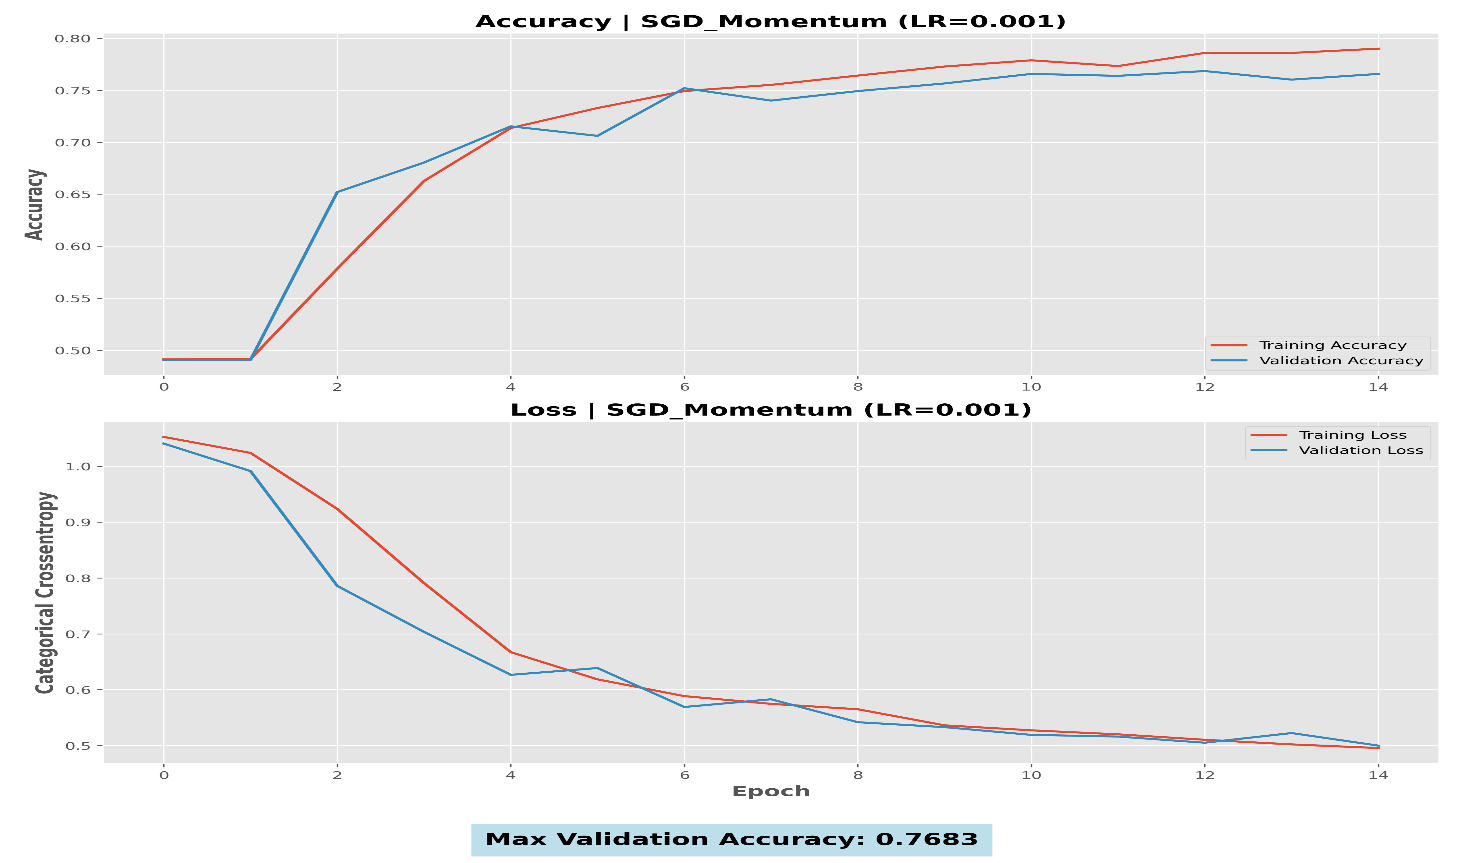 Accuracy | SGD_Momentum (LR=0.001)
0.80
0.75
0.70
0.65
0.60
0.55
0.50
Accuracy
Training Accuracy
Validation Accuracy
0 2 4 6 8 10 12 14
Loss | SGD_Momentum (LR=0.001)
Training Loss
Validation Loss
1.0
0.9
0.8
0.7
0.6
0.5
Categorical Crossentropy
0 2 4 6 8 10 12 14
Epoch
Max Validation Accuracy: 0.7683